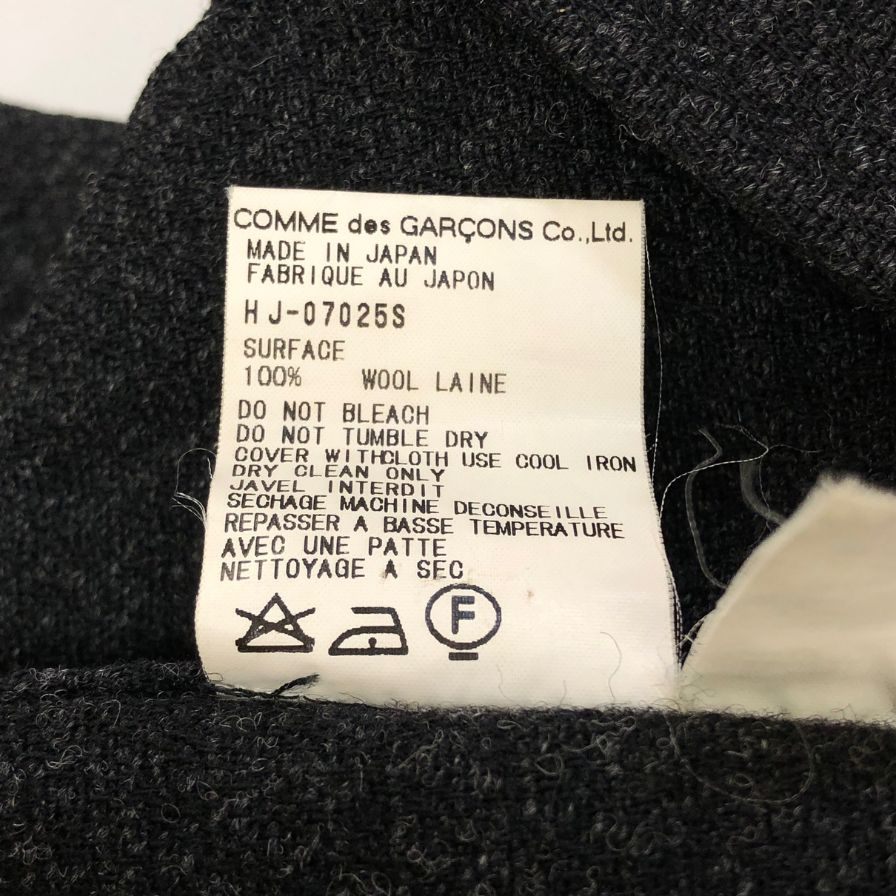 COMME des GARÇONS Co.,Ltd.
MADE IN JAPAN
FABRIQUE AU JAPON
HJ-07025S
SURFACE
100% WOOL LAINE
DO NOT BLEACH
DO NOT TUMBLE DRY
COVER WITHCLOTH USE COOL IRON
DRY CLEAN ONLY
JAVEL INTERDIT
SECHAGE MACHINE DECONSEILLE
REPASSER A BASSE TEMPERATURE
AVEC UNE PATTE
NETTOYAGE A SEC
F